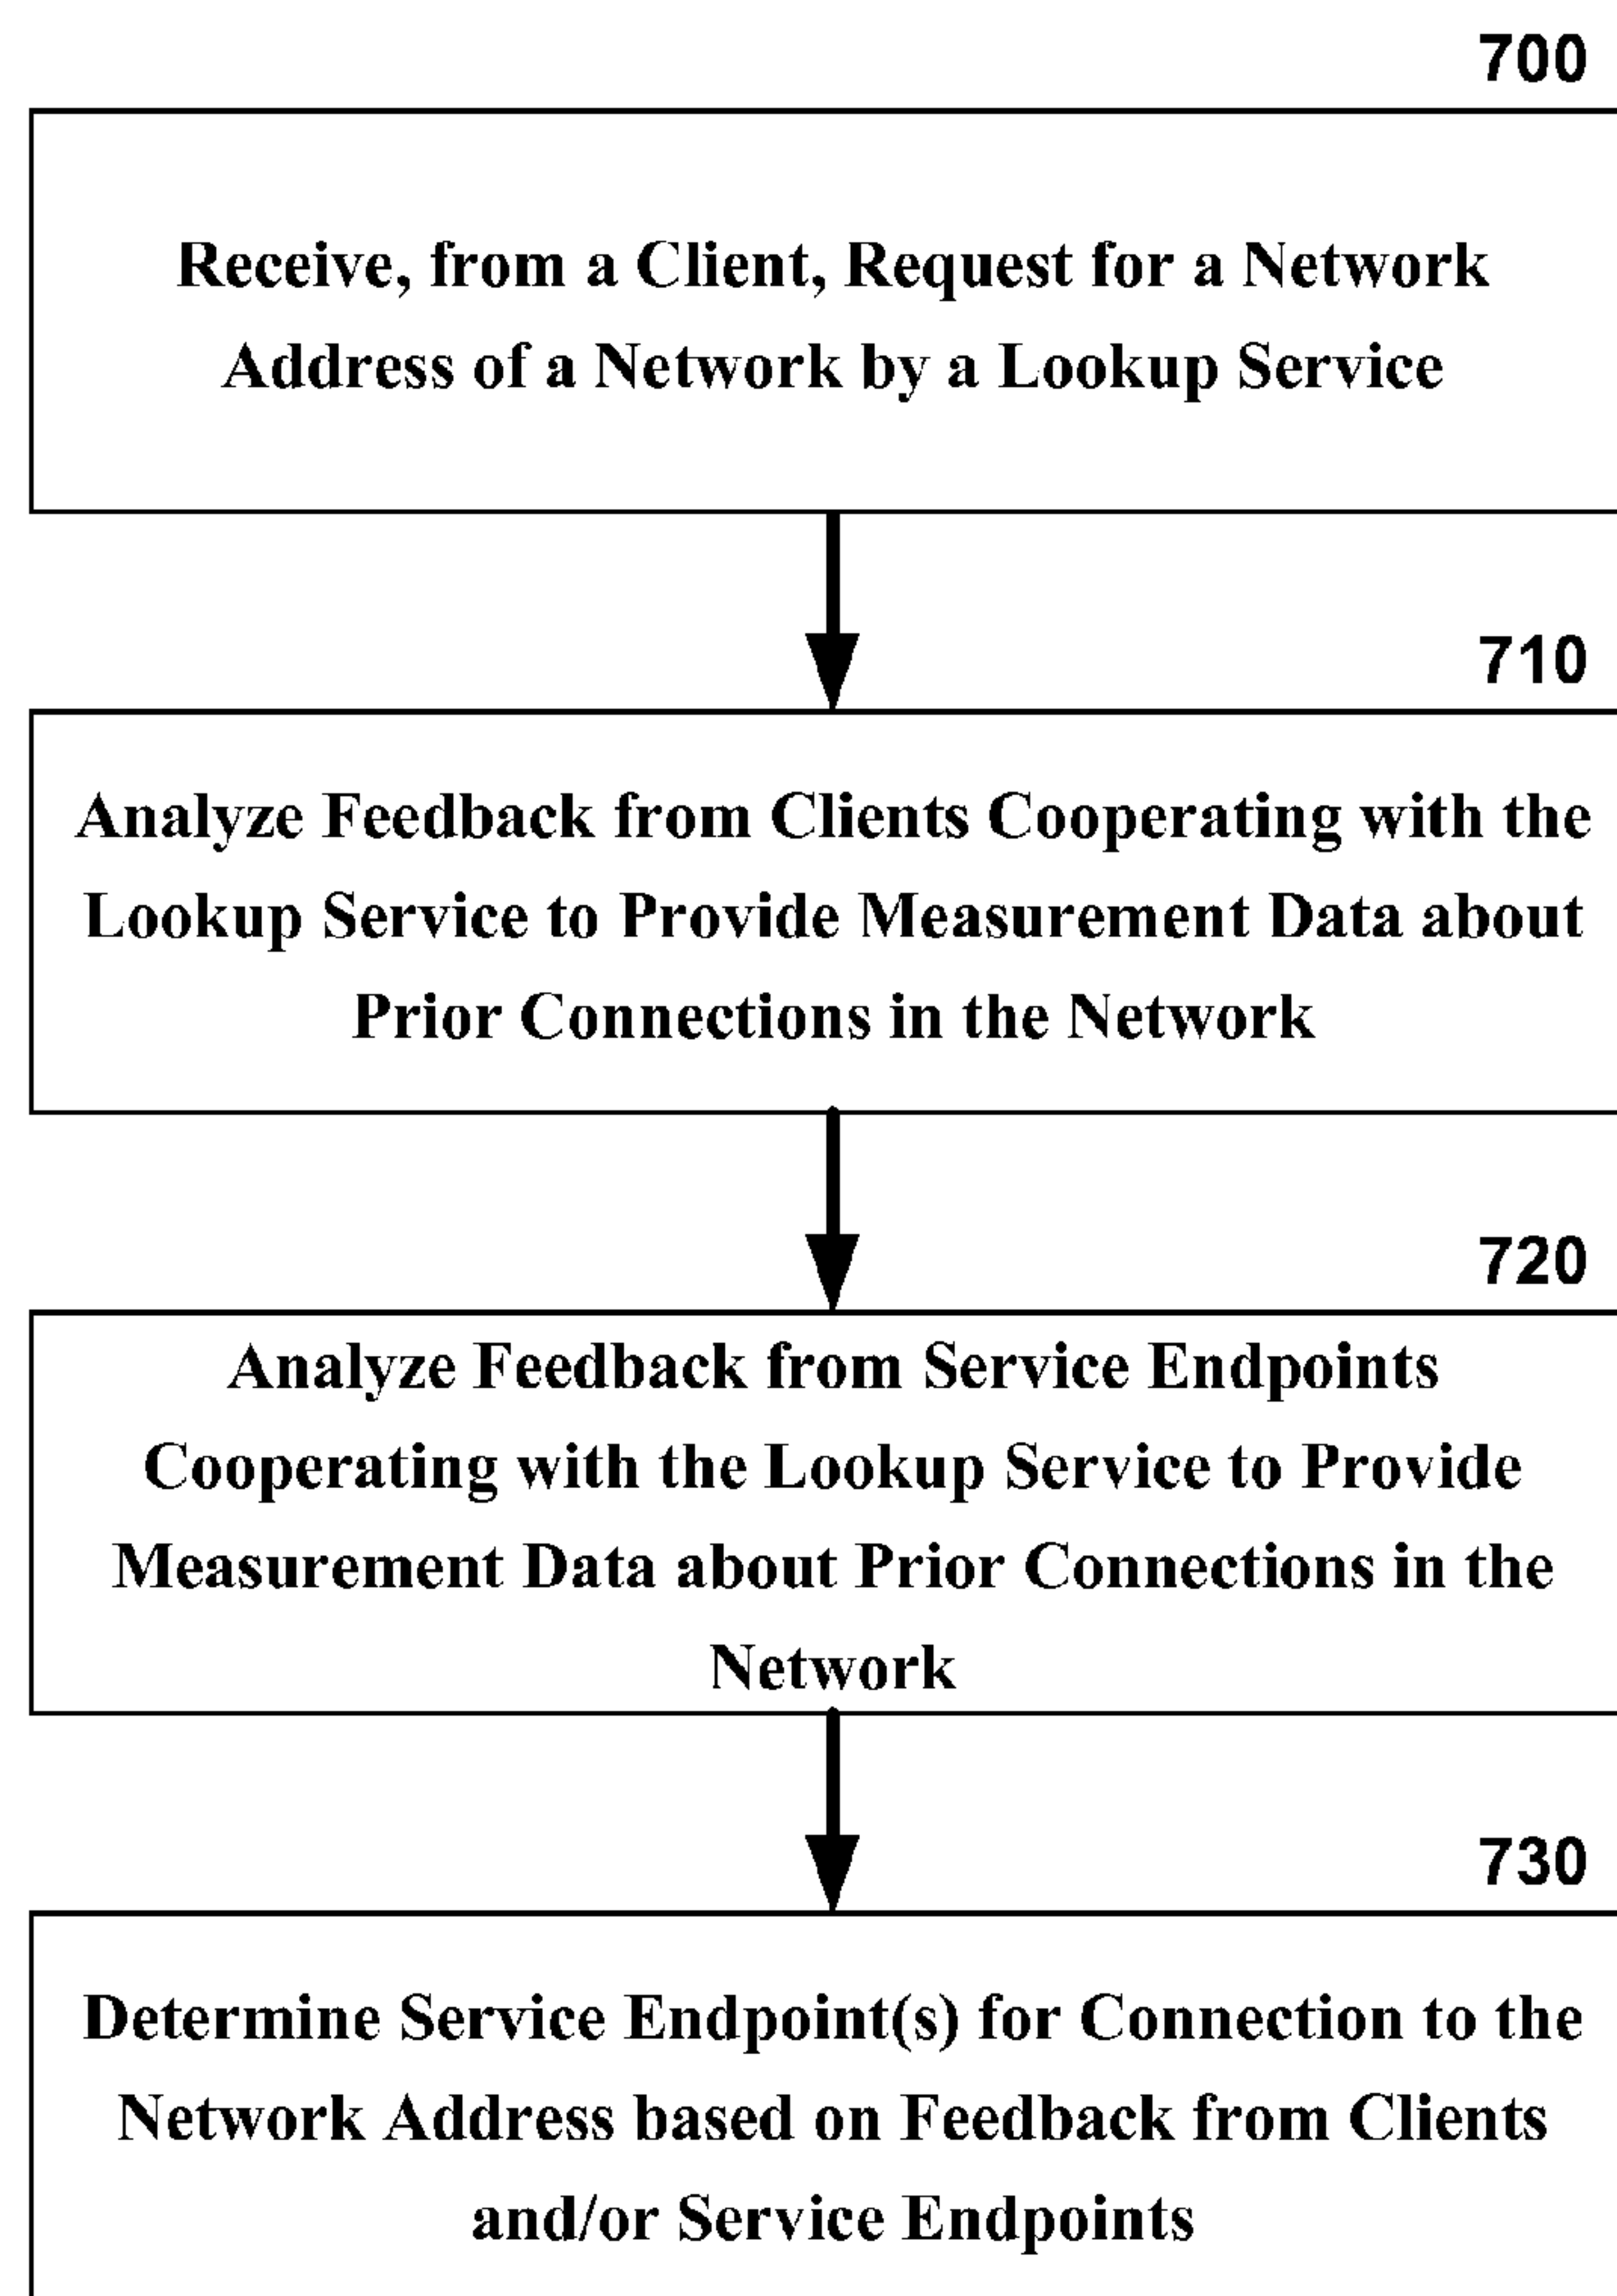 700
Receive, from a Client, Request for a Network
Address of a Network by a Lookup Service
710
Analyze Feedback from Clients Cooperating with the
Lookup Service to Provide Measurement Data about
Prior Connections in the Network
720
Analyze Feedback from Service Endpoints
Cooperating with the Lookup Service to Provide
Measurement Data about Prior Connections in the
Network
730
Determine Service Endpoint(s) for Connection to the
Network Address based on Feedback from Clients
and/or Service Endpoints